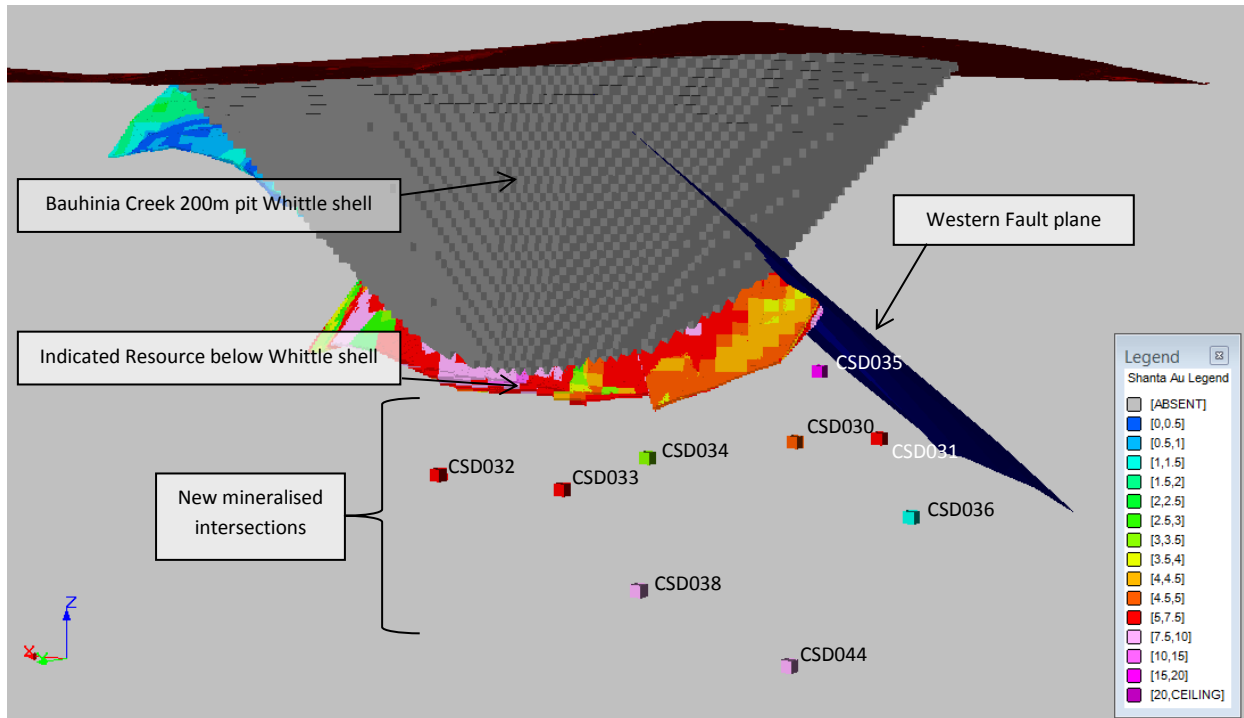 Bauhinia Creek 200m pit Whittle shell
Western Fault plane
Indicated Resource below Whittle shell
CSD035
CSD030
CSD031
CSD034
CSD032
CSD033
CSD036
New mineralised
intersections
CSD038
CSD044
Z
X
Y
Legend
Shanta Au Legend
[ABSENT]
[0,0.5]
[0.5,1]
[1,1.5]
[1.5,2]
[2,2.5]
[2.5,3]
[3,3.5]
[3.5,4]
[4,4.5]
[4.5,5]
[5,7.5]
[7.5,10]
[10,15]
[15,20]
[20,CEILING]